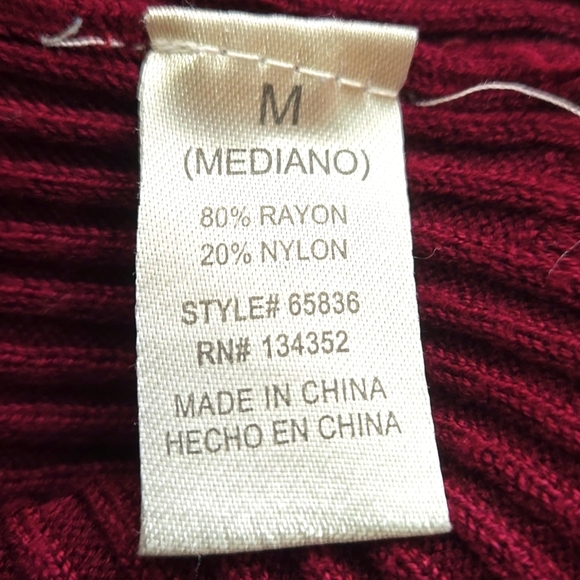 M
(MEDIANO)
80% RAYON
20% NYLON
STYLE# 65836
RN# 134352
MADE IN CHINA
HECHO EN CHINA